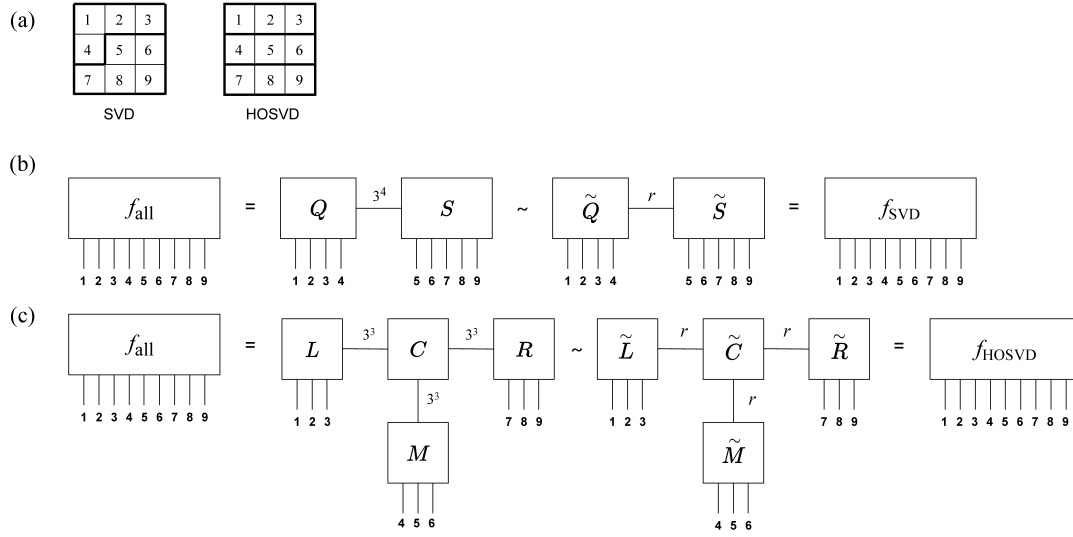 (a)
1 2 3
4 5 6
7 8 9
SVD
1 2 3
4 5 6
7 8 9
HOSVD
(b)
f_all = Q 3^4 S ~ Q̃ r S̃ = f_SVD
1 2 3 4 5 6 7 8 9
1 2 3 4
5 6 7 8 9
1 2 3 4
5 6 7 8 9
1 2 3 4 5 6 7 8 9
(c)
f_all = L 3^3 C 3^3 R ~ L̃ r C̃ r R̃ = f_HOSVD
1 2 3 4 5 6 7 8 9
1 2 3
3^3
7 8 9
1 2 3
r
7 8 9
1 2 3 4 5 6 7 8 9
M
M̃
4 5 6
4 5 6